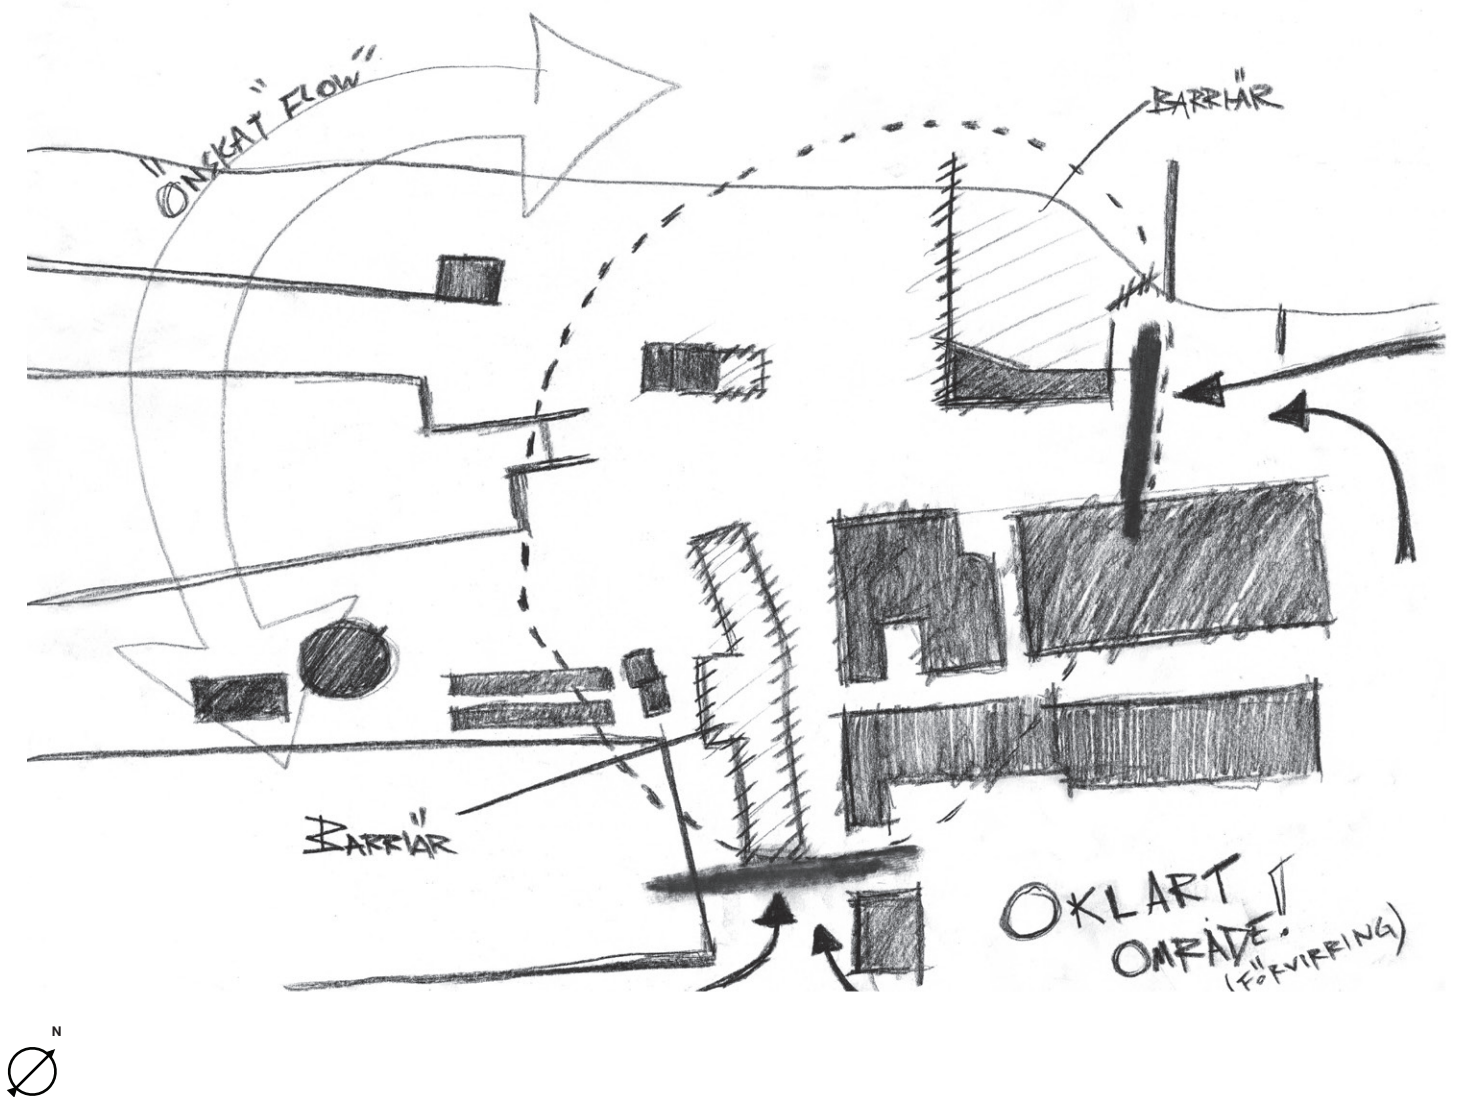 "ÖNSKAT "FLOW"
BARRIÄR
BARRIÄR
OKLART
OMRÅDE!
(FÖRVIRRING)
N